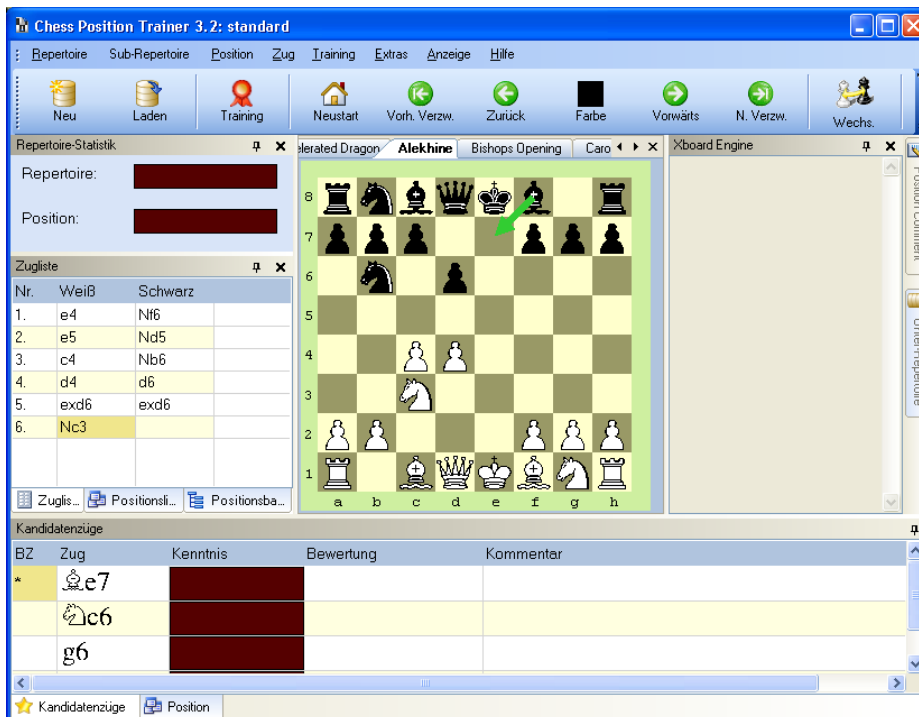 Chess Position Trainer 3.2: standard
Repertoire Sub-Repertoire Position Zug Training Extras Anzeige Hilfe
Neu Laden Training Neustart Vorh. Verzw. Zurück Farbe Vorwärts N. Verzw. Wechs.
Repertoire-Statistik
elerated Dragon Alekhine Bishops Opening Caro
Xboard Engine
Repertoire:
Position:
Zugliste
Nr. Weiß Schwarz
1. e4 Nf6
2. e5 Nd5
3. c4 Nb6
4. d4 d6
5. exd6 exd6
6. Nc3
Zuglis... Positionsli... Positionsba...
8
7
6
5
4
3
2
1
a b c d e f g h
Position Comment
Unter-Repertoire
Kandidatenzüge
BZ Zug Kenntnis Bewertung Kommentar
* ♗e7
♘c6
g6
Kandidatenzüge Position